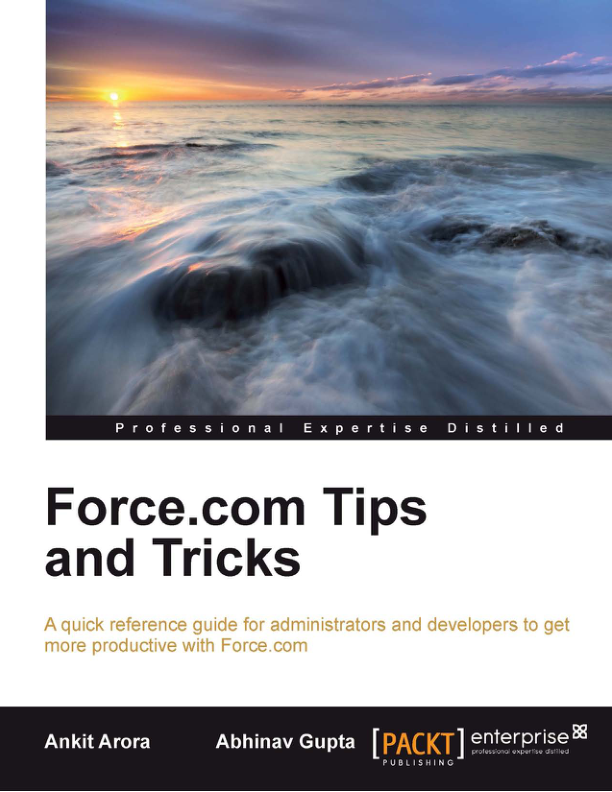 Professional Expertise Distilled
Force.com Tips
and Tricks
A quick reference guide for administrators and developers to get
more productive with Force.com
Ankit Arora Abhinav Gupta [PACKT] enterprise
PUBLISHING professional expertise distilled